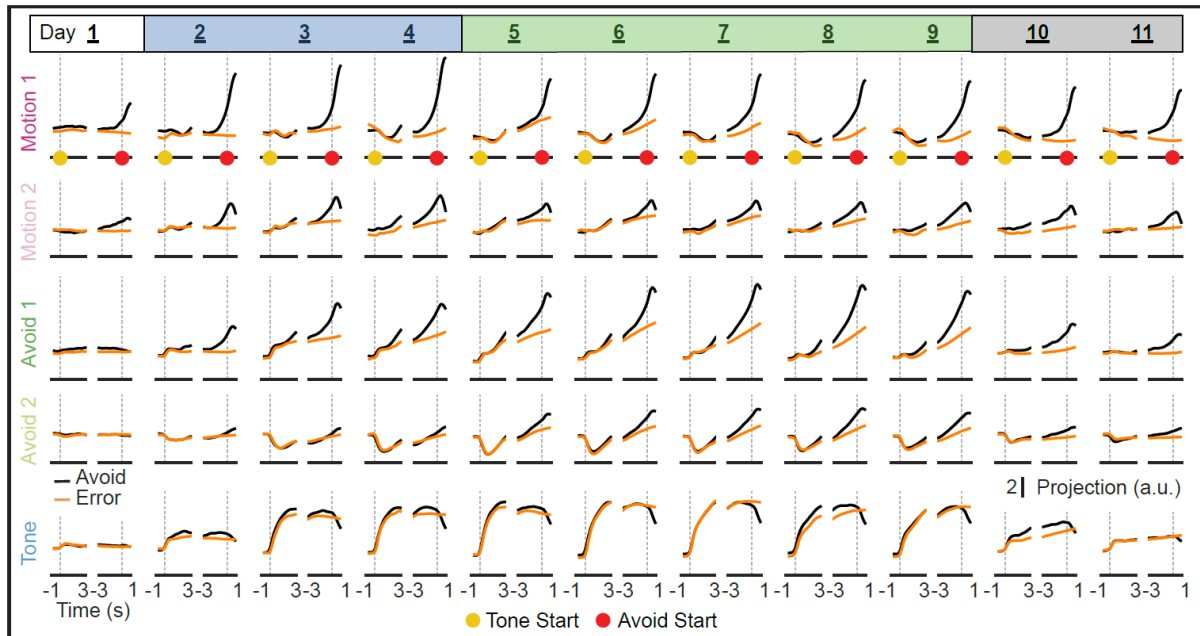 Day 1 2 3 4 5 6 7 8 9 10 11
Motion 1
Motion 2
Avoid 1
Avoid 2
Avoid
Error
2 Projection (a.u.)
Tone
-1 3-3 1 -1 3-3 1 -1 3-3 1 -1 3-3 1 -1 3-3 1 -1 3-3 1 -1 3-3 1 -1 3-3 1 -1 3-3 1 -1 3-3 1 -1 3-3 1
Time (s)
Tone Start Avoid Start